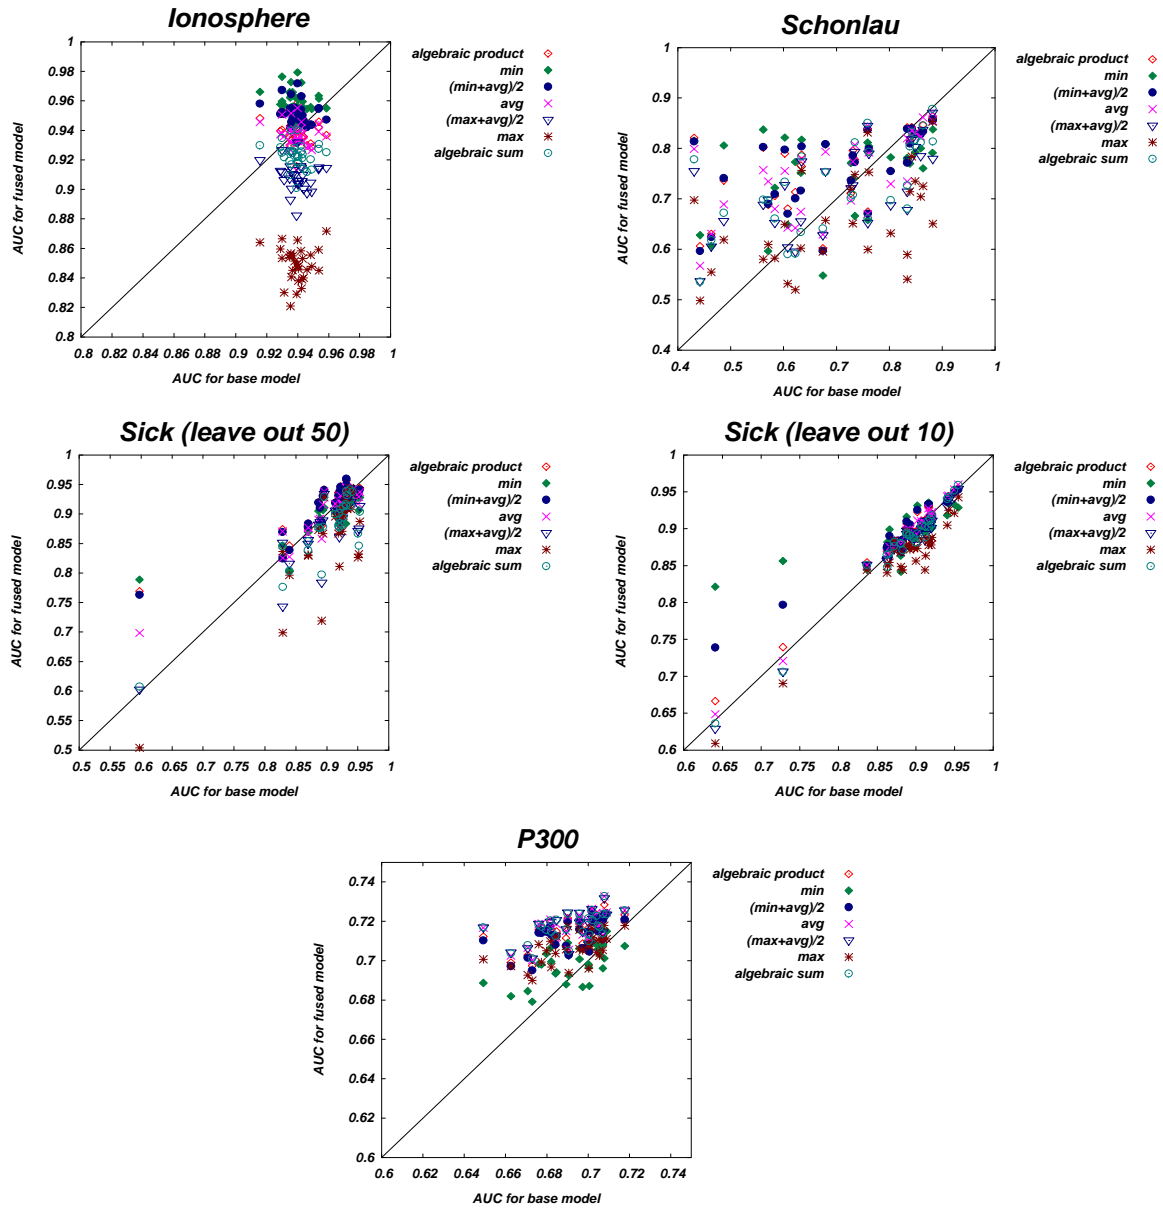 Ionosphere
1
0.98
0.96
0.94
0.92
0.9
0.88
0.86
0.84
0.82
0.8
0.8 0.82 0.84 0.86 0.88 0.9 0.92 0.94 0.96 0.98 1
AUC for fused model
AUC for base model
algebraic product
min
(min+avg)/2
avg
(max+avg)/2
max
algebraic sum
Schonlau
1
0.9
0.8
0.7
0.6
0.5
0.4
0.4 0.5 0.6 0.7 0.8 0.9 1
AUC for fused model
AUC for base model
algebraic product
min
(min+avg)/2
avg
(max+avg)/2
max
algebraic sum
Sick (leave out 50)
1
0.95
0.9
0.85
0.8
0.75
0.7
0.65
0.6
0.55
0.5
0.5 0.55 0.6 0.65 0.7 0.75 0.8 0.85 0.9 0.95 1
AUC for fused model
AUC for base model
algebraic product
min
(min+avg)/2
avg
(max+avg)/2
max
algebraic sum
Sick (leave out 10)
1
0.95
0.9
0.85
0.8
0.75
0.7
0.65
0.6
0.6 0.65 0.7 0.75 0.8 0.85 0.9 0.95 1
AUC for fused model
AUC for base model
algebraic product
min
(min+avg)/2
avg
(max+avg)/2
max
algebraic sum
P300
0.74
0.72
0.7
0.68
0.66
0.64
0.62
0.6
0.6 0.62 0.64 0.66 0.68 0.7 0.72 0.74
AUC for fused model
AUC for base model
algebraic product
min
(min+avg)/2
avg
(max+avg)/2
max
algebraic sum